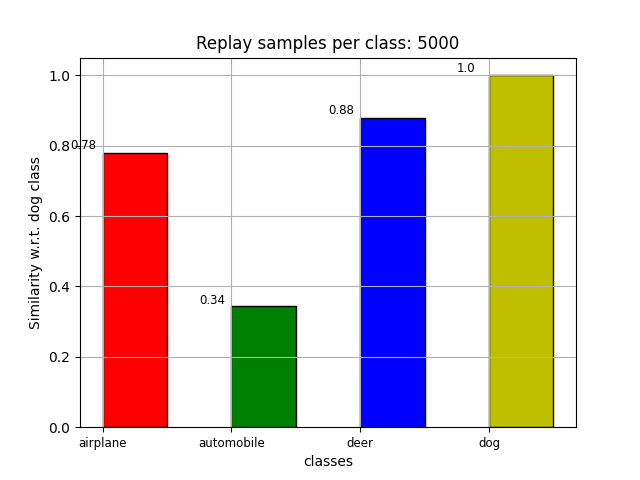 Replay samples per class: 5000
Similarity w.r.t. dog class
1.0
0.8
0.6
0.4
0.2
0.0
0.78
0.34
0.88
1.0
airplane automobile deer dog
classes